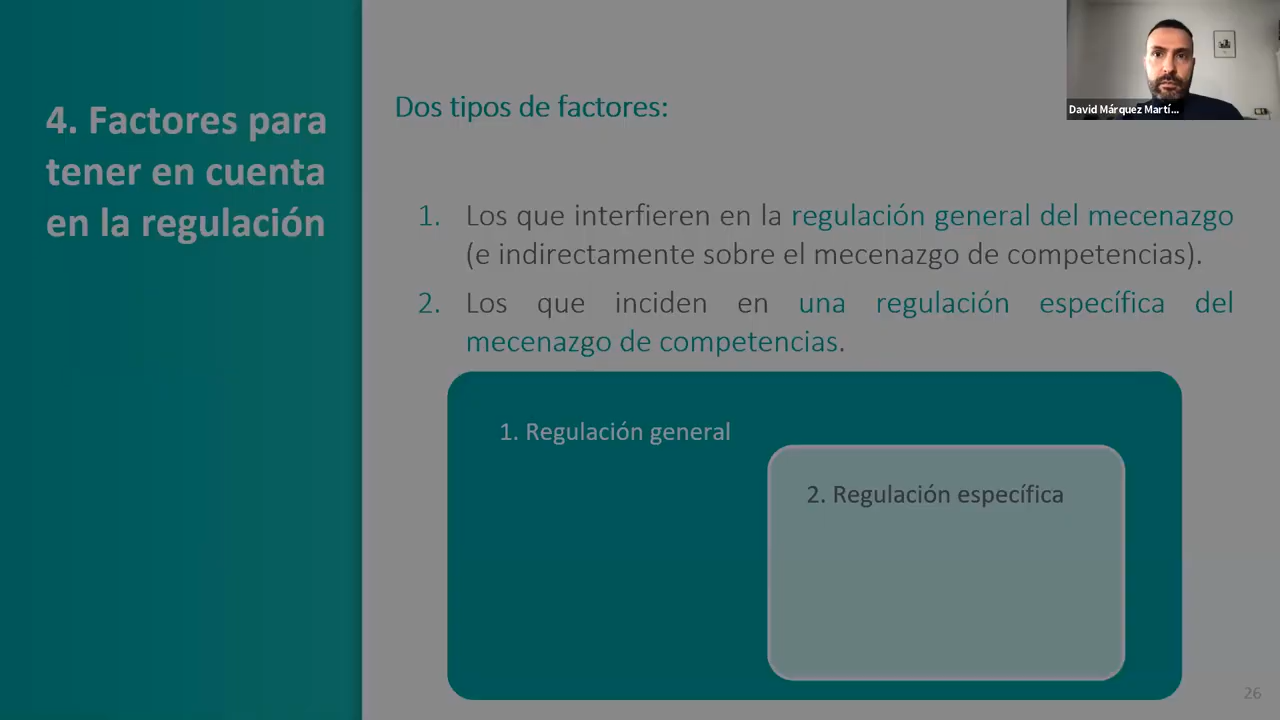 4. Factores para
tener en cuenta
en la regulación
Dos tipos de factores:
1. Los que interfieren en la regulación general del mecenazgo
(e indirectamente sobre el mecenazgo de competencias).
2. Los que inciden en una regulación específica del
mecenazgo de competencias.
1. Regulación general
2. Regulación específica
David Márquez Martí...
26